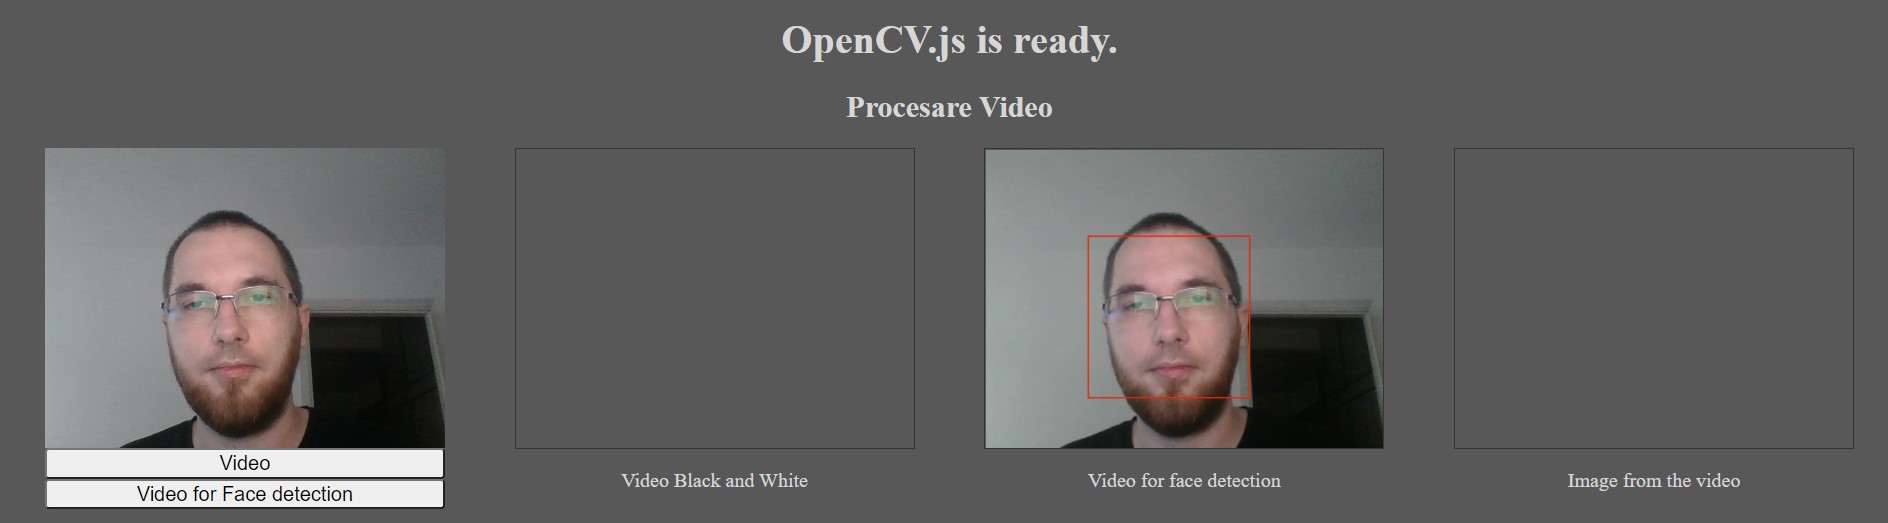 OpenCV.js is ready.
Procesare Video
Video
Video for Face detection
Video Black and White
Video for face detection
Image from the video